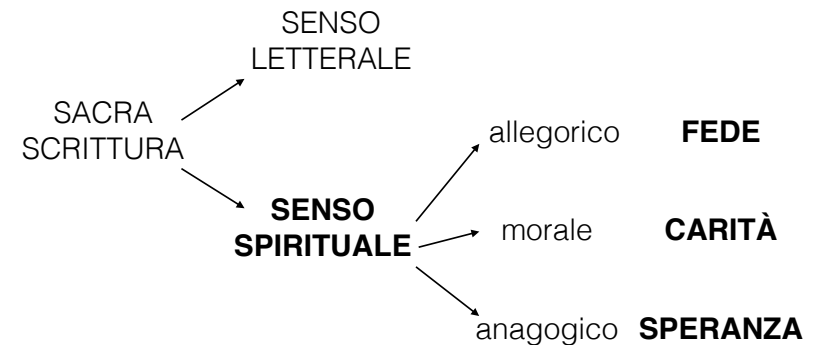 SENSO
LETTERALE
SACRA
SCRITTURA
allegorico FEDE
SENSO
SPIRITUALE
morale CARITÀ
anagogico SPERANZA